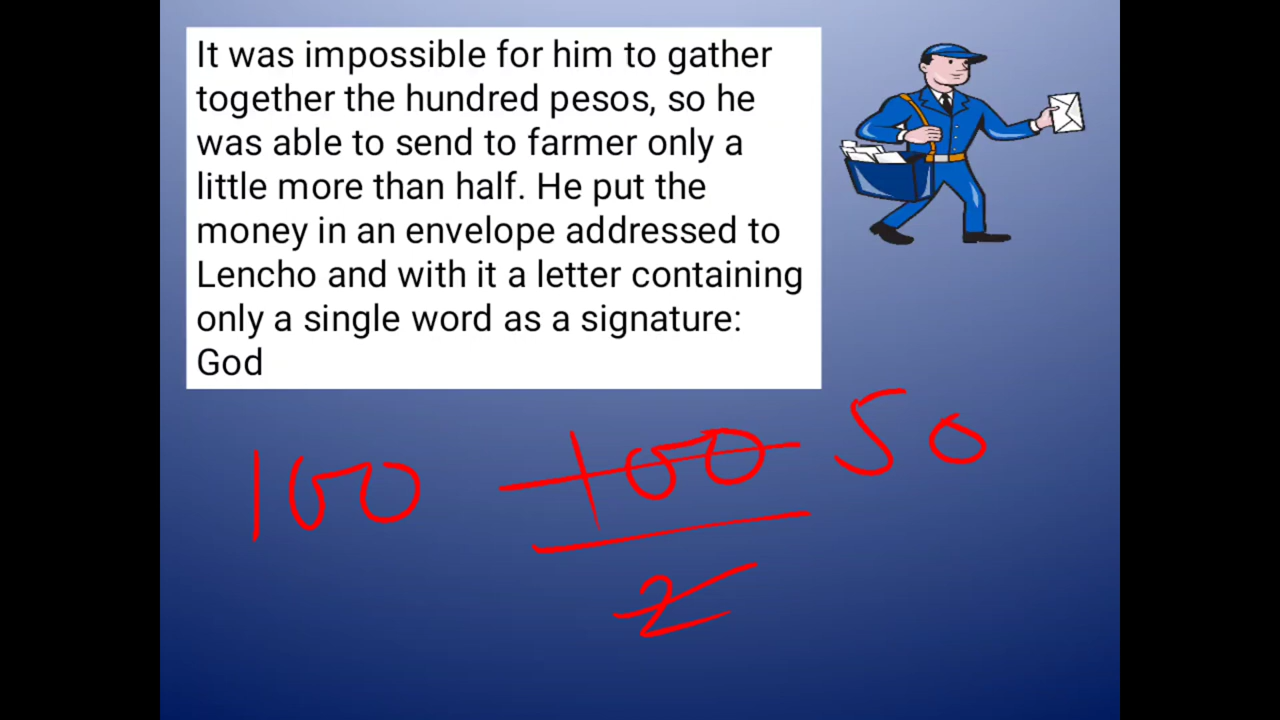 It was impossible for him to gather
together the hundred pesos, so he
was able to send to farmer only a
little more than half. He put the
money in an envelope addressed to
Lencho and with it a letter containing
only a single word as a signature:
God
100 100 50
2